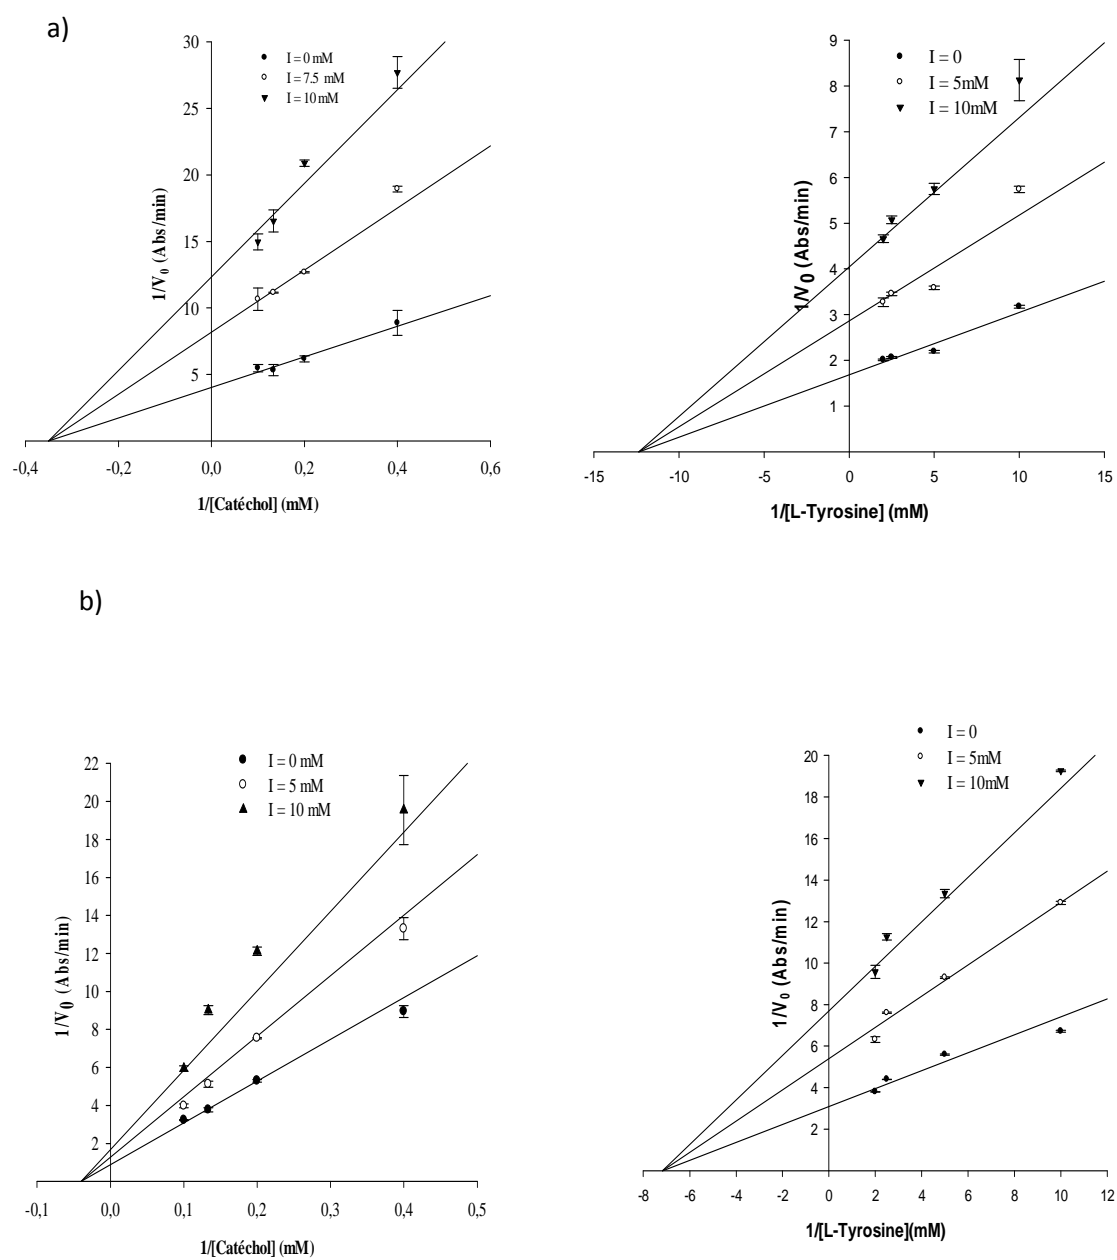 a)
30
25
20
15
10
5
I = 0 mM
I = 7.5 mM
I = 10 mM
1/V0 (Abs/min)
-0,4 -0,2 0,0 0,2 0,4 0,6
1/[Catéchol] (mM)
9
8
7
6
5
4
3
2
1
I = 0
I = 5mM
I = 10mM
1/V0 (Abs/min)
-15 -10 -5 0 5 10 15
1/[L-Tyrosine] (mM)
b)
22
20
18
16
14
12
10
8
6
4
2
I = 0 mM
I = 5 mM
I = 10 mM
1/V0 (Abs/min)
-0,1 0,0 0,1 0,2 0,3 0,4 0,5
1/[Catéchol] (mM)
20
18
16
14
12
10
8
6
4
2
0
I = 0
I = 5mM
I = 10mM
1/V0 (Abs/min)
-8 -6 -4 -2 0 2 4 6 8 10 12
1/[L-Tyrosine](mM)